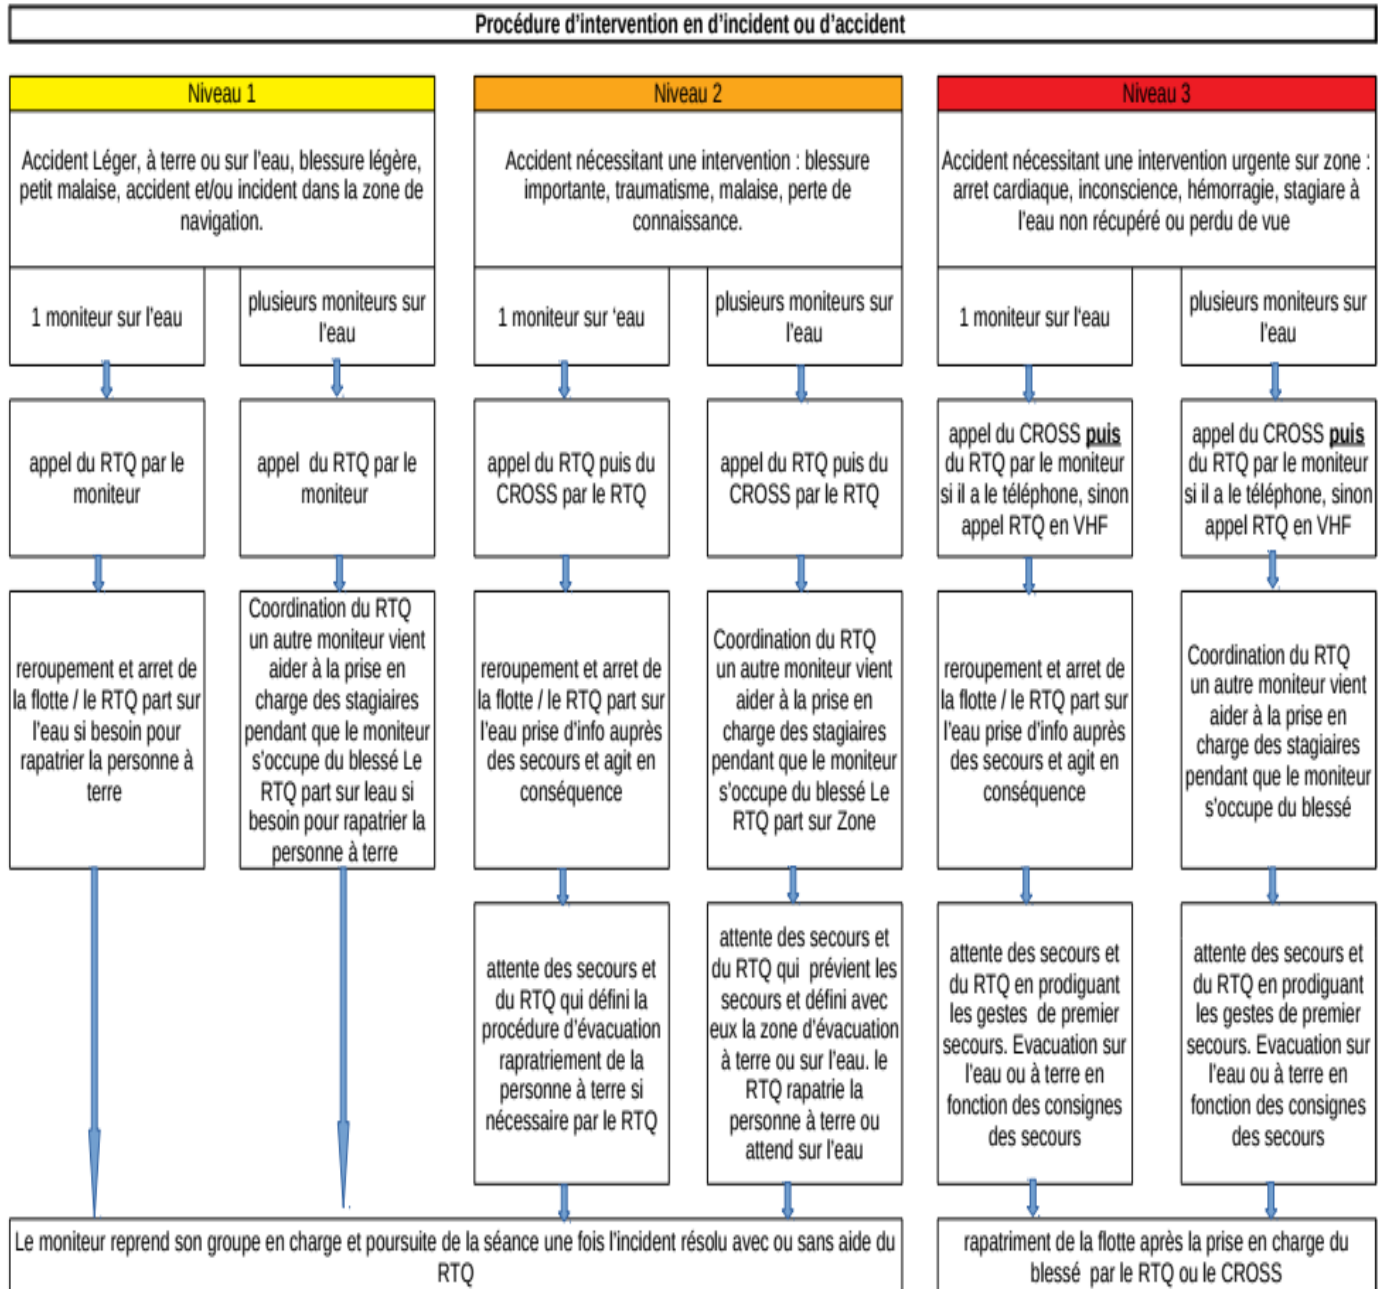 Procédure d'intervention en d'incident ou d'accident
Niveau 1
Accident Léger, à terre ou sur l'eau, blessure légère,
petit malaise, accident et/ou incident dans la zone de
navigation.
1 moniteur sur l'eau
appel du RTQ par le
moniteur
reroupement et arret de
la flotte / le RTQ part sur
l'eau si besoin pour
rapatrier la personne à
terre
plusieurs moniteurs sur
l'eau
appel  du RTQ par le
moniteur
Coordination du RTQ
un autre moniteur vient
aider à la prise en
charge des stagiaires
pendant que le moniteur
s'occupe du blessé Le
RTQ part sur leau si
besoin pour rapatrier la
personne à terre
Niveau 2
Accident nécessitant une intervention : blessure
importante, traumatisme, malaise, perte de
connaissance.
1 moniteur sur 'eau
appel du RTQ puis du
CROSS par le RTQ
reroupement et arret de
la flotte / le RTQ part sur
l'eau prise d'info auprès
des secours et agit en
conséquence
attente des secours et
du RTQ qui défini la
procédure d'évacuation
rapratriement de la
personne à terre si
nécessaire par le RTQ
plusieurs moniteurs sur
l'eau
appel du RTQ puis du
CROSS par le RTQ
Coordination du RTQ
un autre moniteur vient
aider à la prise en
charge des stagiaires
pendant que le moniteur
s'occupe du blessé Le
RTQ part sur Zone
attente des secours et
du RTQ qui  prévient les
secours et défini avec
eux la zone d'évacuation
à terre ou sur l'eau. le
RTQ rapatrie la
personne à terre ou
attend sur l'eau
Le moniteur reprend son groupe en charge et poursuite de la séance une fois l'incident résolu avec ou sans aide du
RTQ
Niveau 3
Accident nécessitant une intervention urgente sur zone :
arret cardiaque, inconscience, hémorragie, stagiare à
l'eau non récupéré ou perdu de vue
1 moniteur sur l'eau
appel du CROSS puis
du RTQ par le moniteur
si il a le téléphone, sinon
appel RTQ en VHF
reroupement et arret de
la flotte / le RTQ part sur
l'eau prise d'info auprès
des secours et agit en
conséquence
attente des secours et
du RTQ en prodiguant
les gestes  de premier
secours. Evacuation sur
l'eau ou à terre en
fonction des consignes
des secours
plusieurs moniteurs sur
l'eau
appel du CROSS puis
du RTQ par le moniteur
si il a le téléphone, sinon
appel RTQ en VHF
Coordination du RTQ
un autre moniteur vient
aider à la prise en
charge des stagiaires
pendant que le moniteur
s'occupe du blessé
attente des secours et
du RTQ en prodiguant
les gestes de premier
secours. Evacuation sur
l'eau ou à terre en
fonction des consignes
des secours
rapatriment de la flotte après la prise en charge du
blessé  par le RTQ ou le CROSS